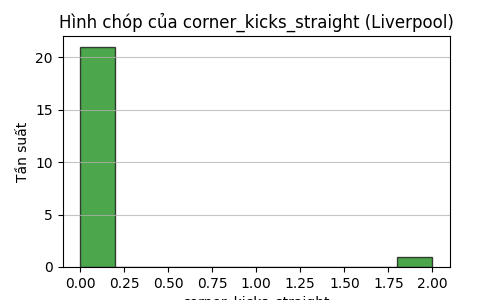 Hình chóp của corner_kicks_straight (Liverpool)
Tần suất
20
15
10
5
0
0.00 0.25 0.50 0.75 1.00 1.25 1.50 1.75 2.00
corner_kicks_straight